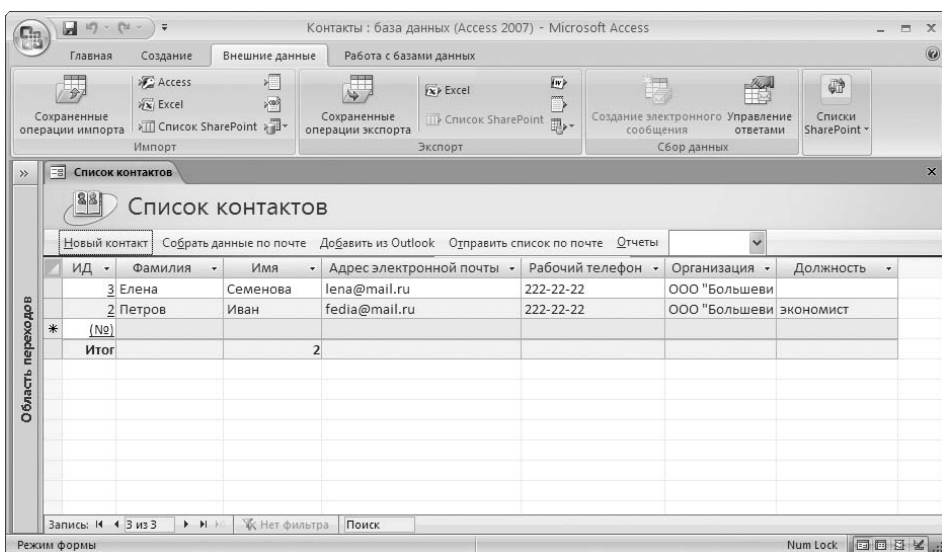 Контакты : база данных (Access 2007) - Microsoft Access
Главная Создание Внешние данные Работа с базами данных
Сохраненные операции импорта
Access
Excel
Список SharePoint
Импорт
Сохраненные операции экспорта
Excel
Список SharePoint
Экспорт
Создание электронного сообщения
Управление ответами
Сбор данных
Списки SharePoint
Список контактов
Список контактов
Новый контакт Собрать данные по почте Добавить из Outlook Отправить список по почте Отчеты
ИД Фамилия Имя Адрес электронной почты Рабочий телефон Организация Должность
3 Елена Семенова lena@mail.ru 222-22-22 ООО "Большеви
2 Петров Иван fedia@mail.ru 222-22-22 ООО "Большеви экономист
* (№)
Итог 2
Область переходов
Запись: 3 из 3 Нет фильтра Поиск
Режим формы Num Lock